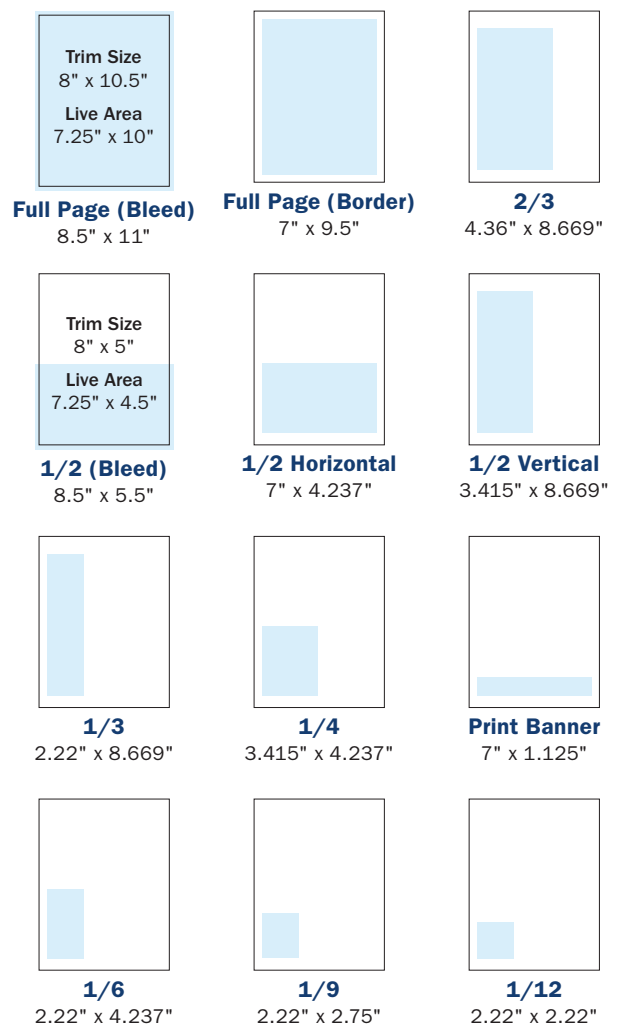 Trim Size
8" x 10.5"
Live Area
7.25" x 10"
Full Page (Bleed)
8.5" x 11"
Full Page (Border)
7" x 9.5"
2/3
4.36" x 8.669"
Trim Size
8" x 5"
Live Area
7.25" x 4.5"
1/2 (Bleed)
8.5" x 5.5"
1/2 Horizontal
7" x 4.237"
1/2 Vertical
3.415" x 8.669"
1/3
2.22" x 8.669"
1/4
3.415" x 4.237"
Print Banner
7" x 1.125"
1/6
2.22" x 4.237"
1/9
2.22" x 2.75"
1/12
2.22" x 2.22"